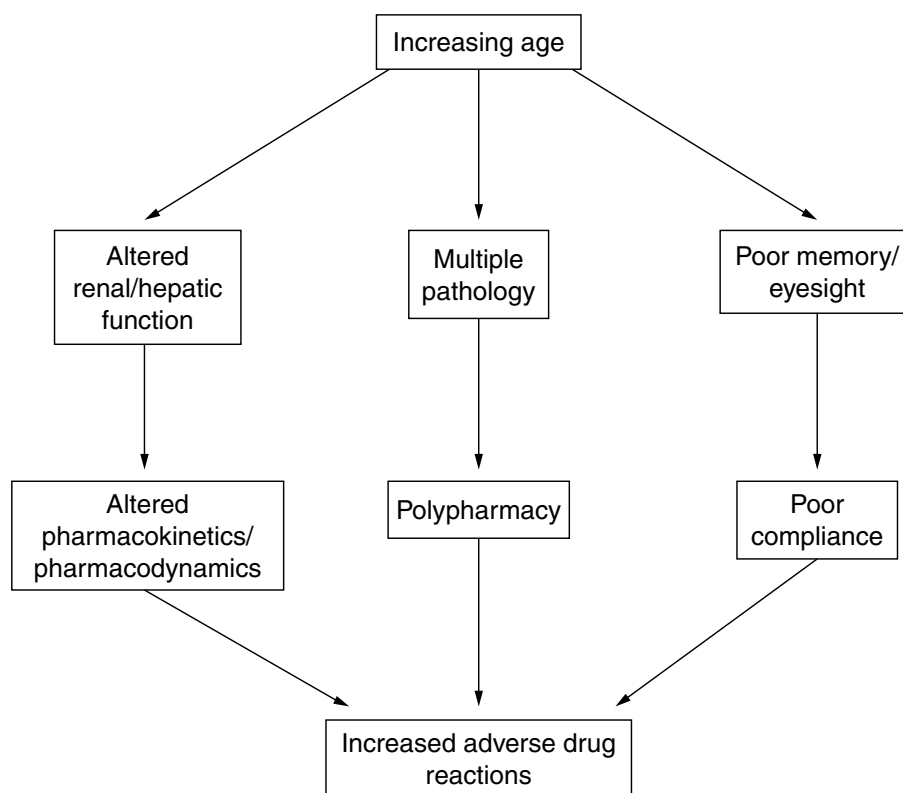 Increasing age
Altered
renal/hepatic
function
Multiple
pathology
Poor memory/
eyesight
Altered
pharmacokinetics/
pharmacodynamics
Polypharmacy
Poor
compliance
Increased adverse drug
reactions